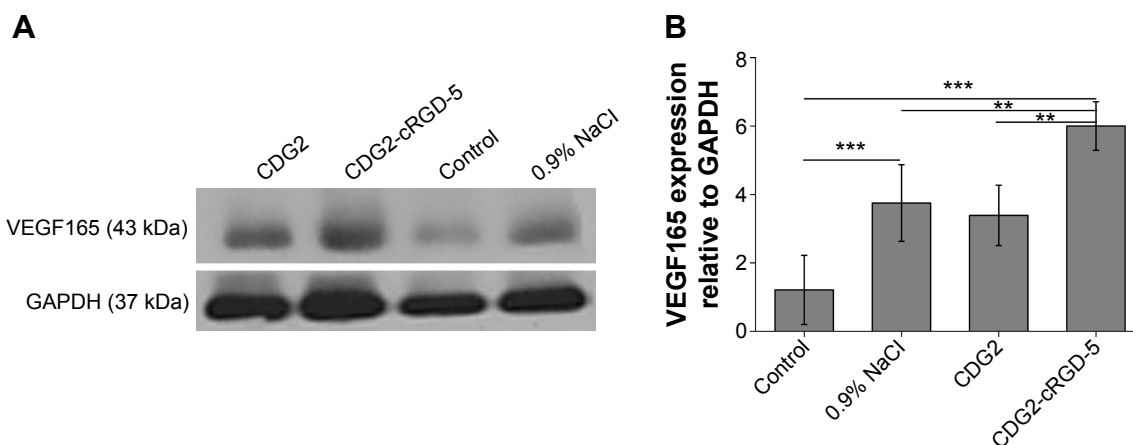 A
CDG2
CDG2-cRGD-5
Control
0.9% NaCl
VEGF165 (43 kDa)
GAPDH (37 kDa)
B
VEGF165 expression
relative to GAPDH
8
6
4
2
0
***
**
**
***
Control
0.9% NaCl
CDG2
CDG2-cRGD-5